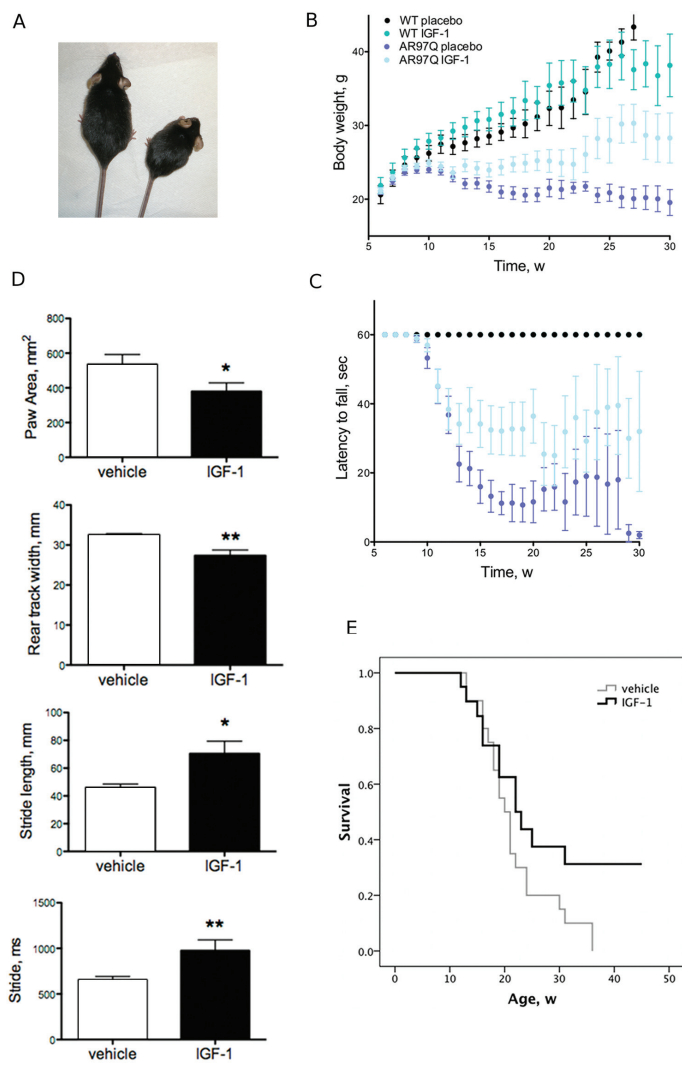 A
B
WT placebo
WT IGF-1
AR97Q placebo
AR97Q IGF-1
Body weight, g
40
30
20
5 10 15 20 25 30
Time, w
C
Latency to fall, sec
60
40
20
0
5 10 15 20 25 30
Time, w
D
Paw Area, mm²
800
600
400
200
0
*
vehicle IGF-1
Rear track width, mm
40
30
20
10
0
**
vehicle IGF-1
Stride length, mm
100
80
60
40
20
0
*
vehicle IGF-1
Stride, ms
1500
1000
500
0
**
vehicle IGF-1
E
vehicle
IGF-1
Survival
1.0
0.8
0.6
0.4
0.2
0.0
0 10 20 30 40 50
Age, w